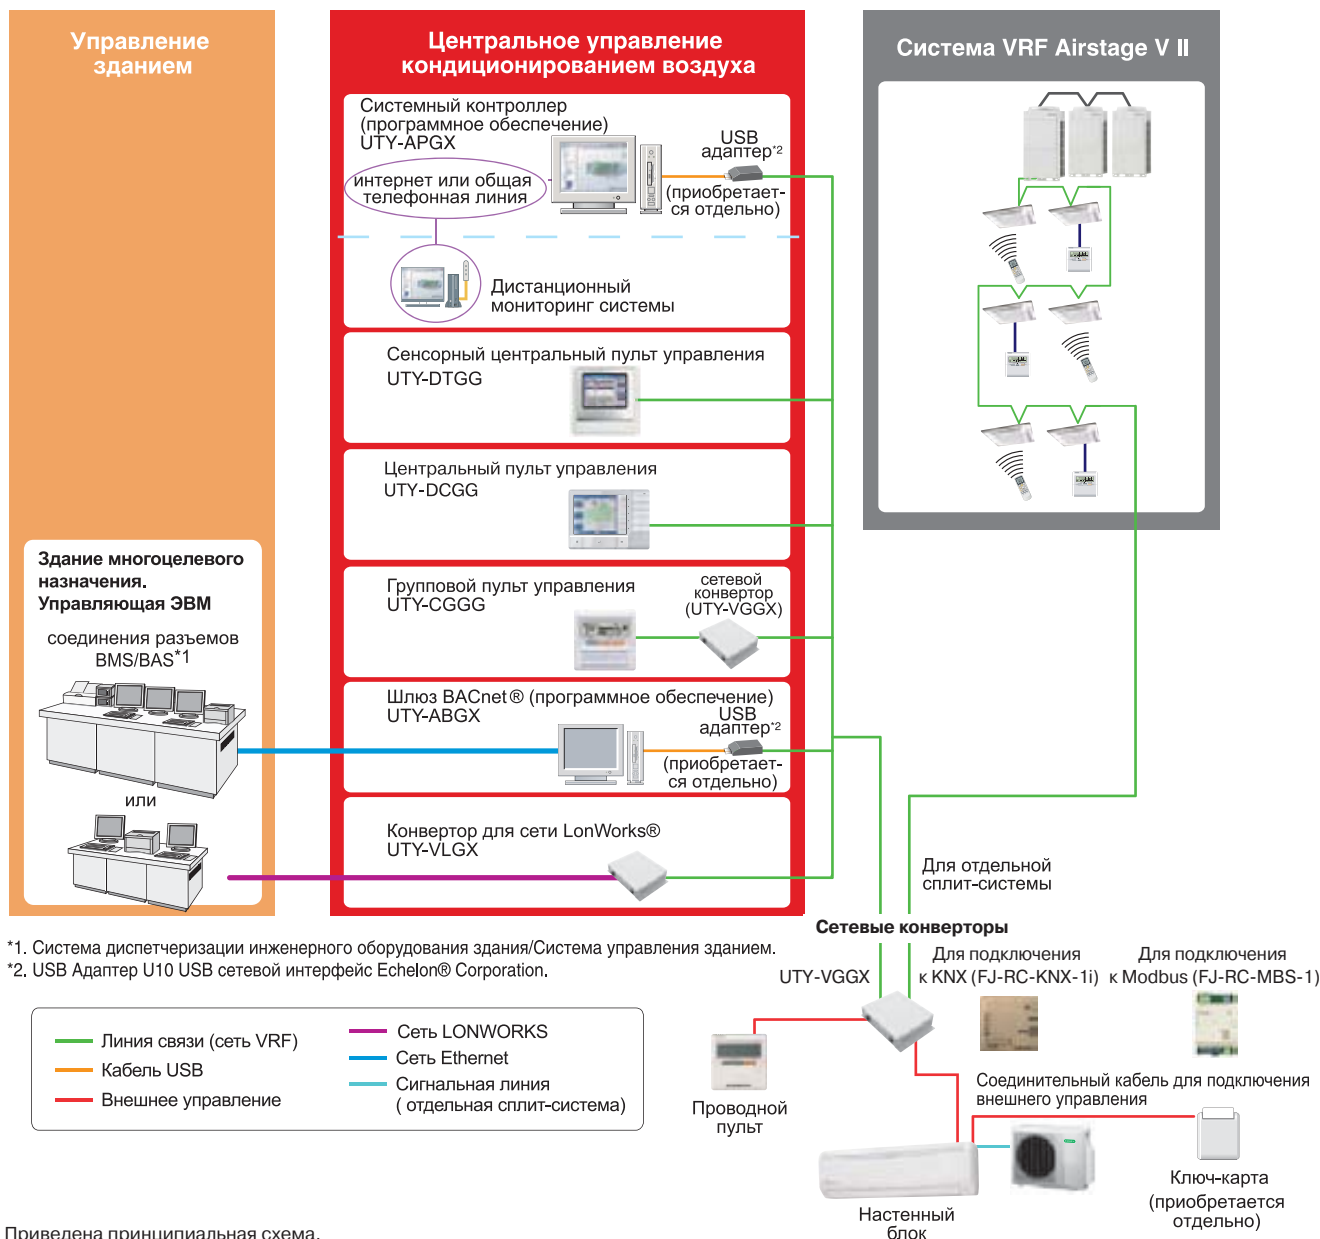 Управление
зданием
Центральное управление
кондиционированием воздуха
Система VRF Airstage V II
Системный контроллер
(программное обеспечение)
UTY-APGX
USB
адаптер*2
интернет или общая
телефонная линия
(приобретает-
ся отдельно)
Дистанционный
мониторинг системы
Сенсорный центральный пульт управления
UTY-DTGG
Центральный пульт управления
UTY-DCGG
Групповой пульт управления
UTY-CGGG
сетевой
конвертор
(UTY-VGGX)
Здание многоцелевого
назначения.
Управляющая ЭВМ
соединения разъемов
BMS/BAS*1
или
Шлюз BACnet® (программное обеспечение)
UTY-ABGX
USB
адаптер*2
(приобретает-
ся отдельно)
Конвертор для сети LonWorks®
UTY-VLGX
Для отдельной
сплит-системы
Сетевые конверторы
*1. Система диспетчеризации инженерного оборудования здания/Система управления зданием.
*2. USB Адаптер U10 USB сетевой интерфейс Echelon® Corporation.
UTY-VGGX
Для подключения
к KNX (FJ-RC-KNX-1i)
Для подключения
к Modbus (FJ-RC-MBS-1)
Линия связи (сеть VRF)
Кабель USB
Внешнее управление
Сеть LONWORKS
Сеть Ethernet
Сигнальная линия
( отдельная сплит-система)
Проводной
пульт
Соединительный кабель для подключения
внешнего управления
Ключ-карта
(приобретается
отдельно)
Настенный
блок
Приведена принципиальная схема.